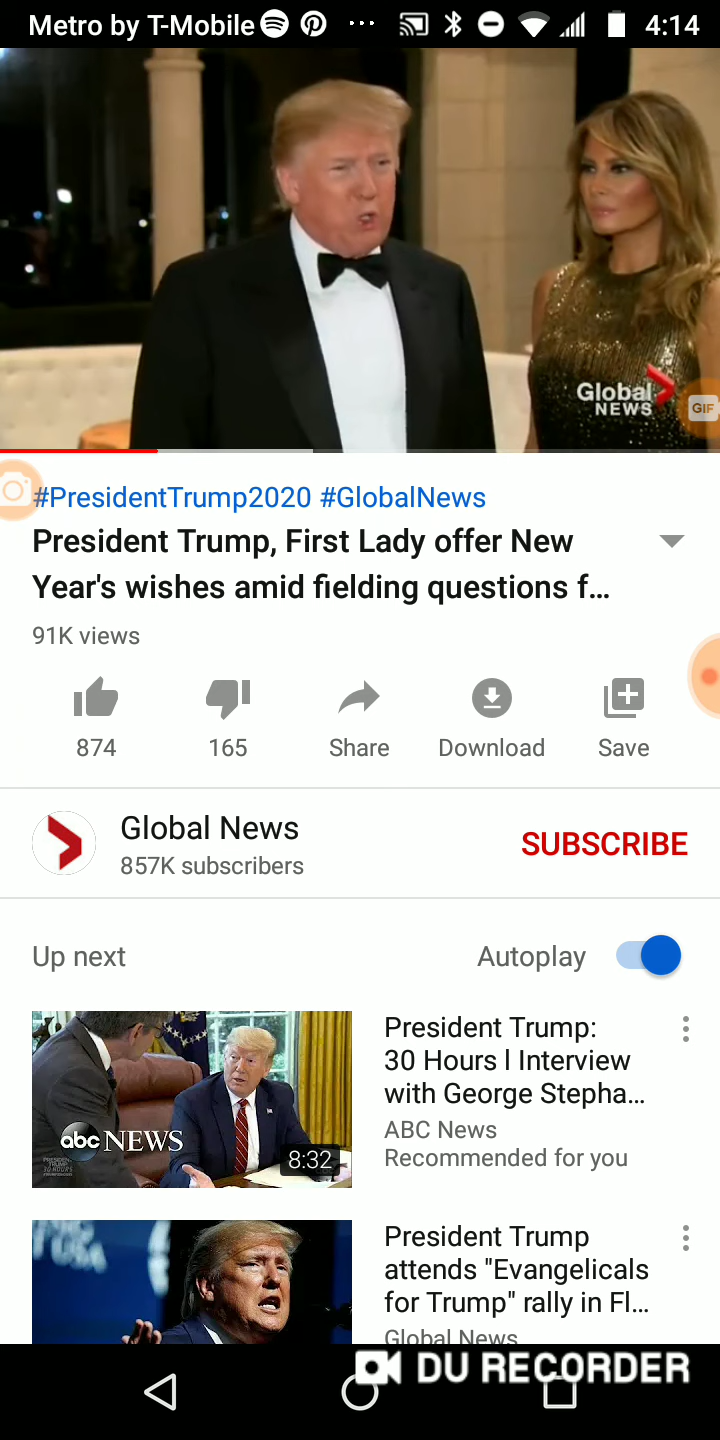 Metro by T-Mobile
4:14
Global
NEWS
GIF
#PresidentTrump2020 #GlobalNews
President Trump, First Lady offer New
Year's wishes amid fielding questions f...
91K views
874 165 Share Download Save
Global News
857K subscribers
SUBSCRIBE
Up next
Autoplay
abc NEWS
8:32
President Trump:
30 Hours l Interview
with George Stepha...
ABC News
Recommended for you
USA
President Trump
attends "Evangelicals
for Trump" rally in Fl...
Global News
DU RECORDER